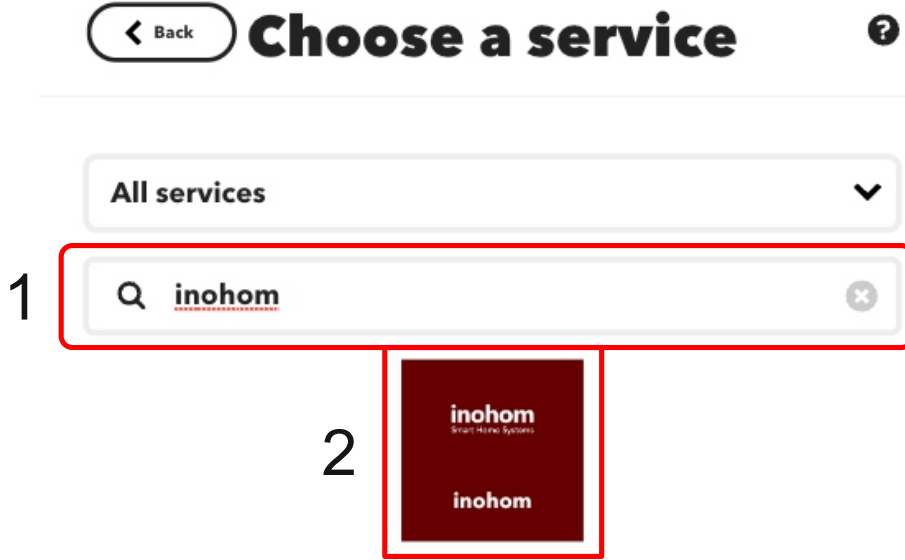 Back
Choose a service
?
All services
1
inohom
inohom
Smart Home Systems
2
inohom